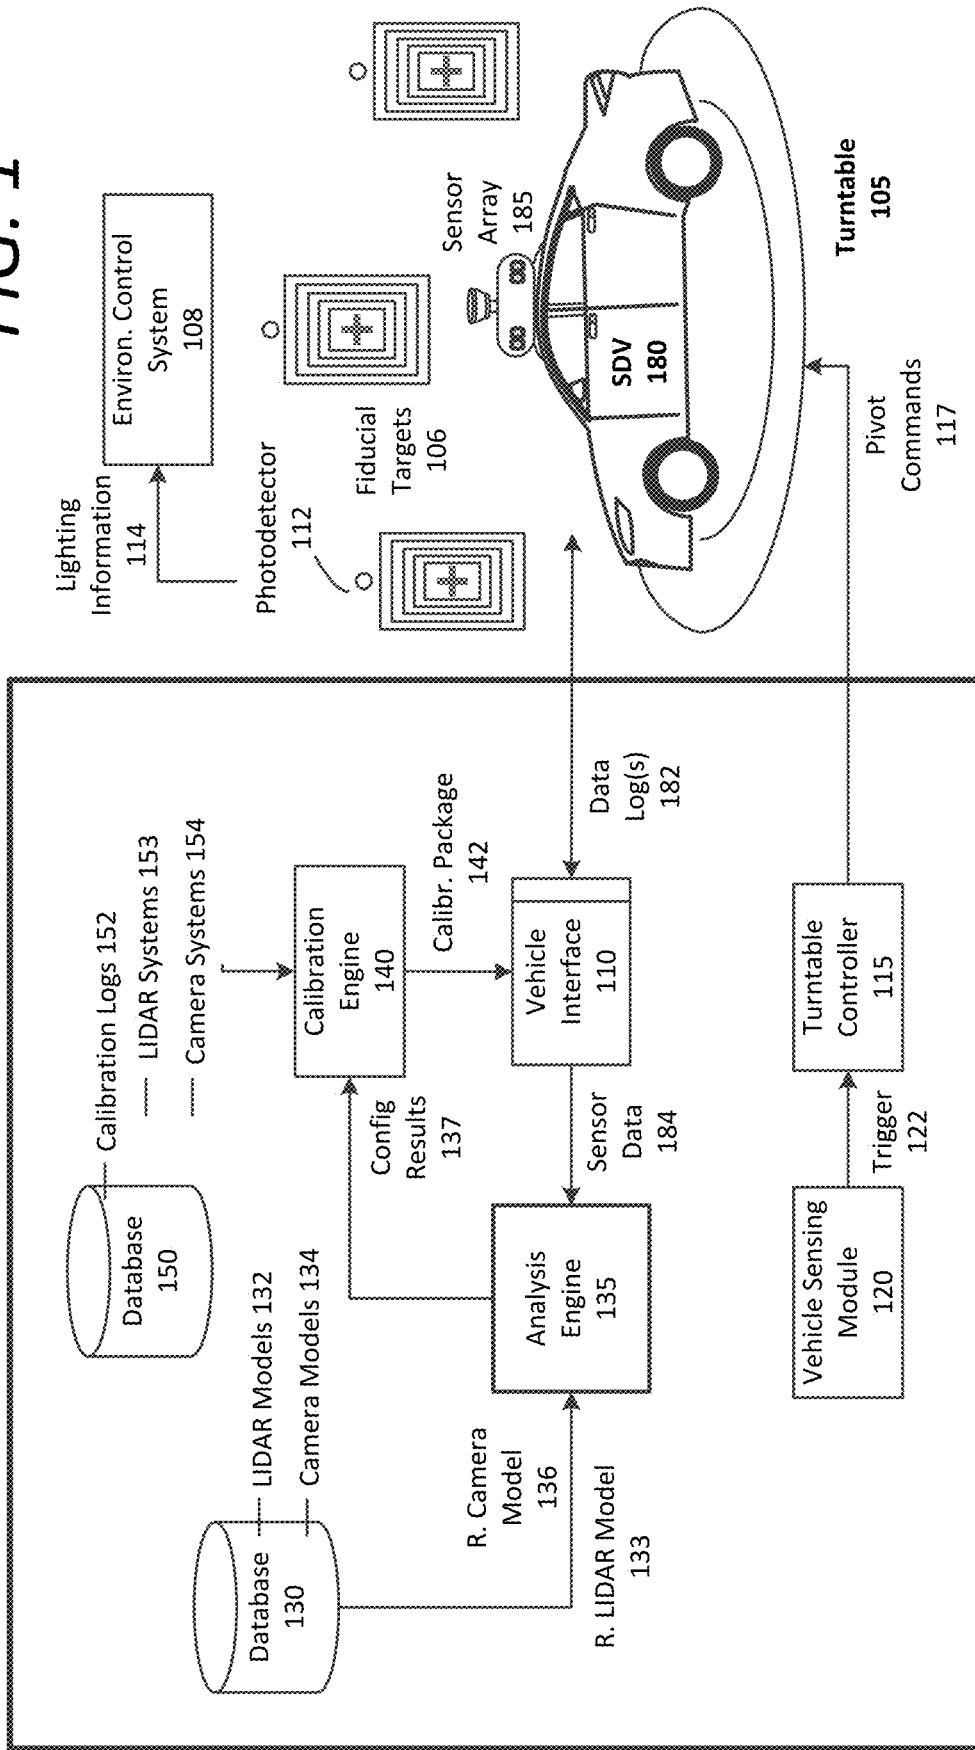 FIG. 1
Database
150
Calibration Logs 152
LIDAR Systems 153
Camera Systems 154
Lighting
Information
114
Environ. Control
System
108
Database
130
LIDAR Models 132
Camera Models 134
Config
Results
137
Calibration
Engine
140
Photodetector
112
Fiducial
Targets
106
Sensor
Array
185
Calibr. Package
142
R. Camera
Model
136
R. LIDAR Model
133
Analysis
Engine
135
Sensor
Data
184
Vehicle
Interface
110
Data
Log(s)
182
SDV
180
Vehicle Sensing
Module
120
Trigger
122
Turntable
Controller
115
Pivot
Commands
117
Turntable
105